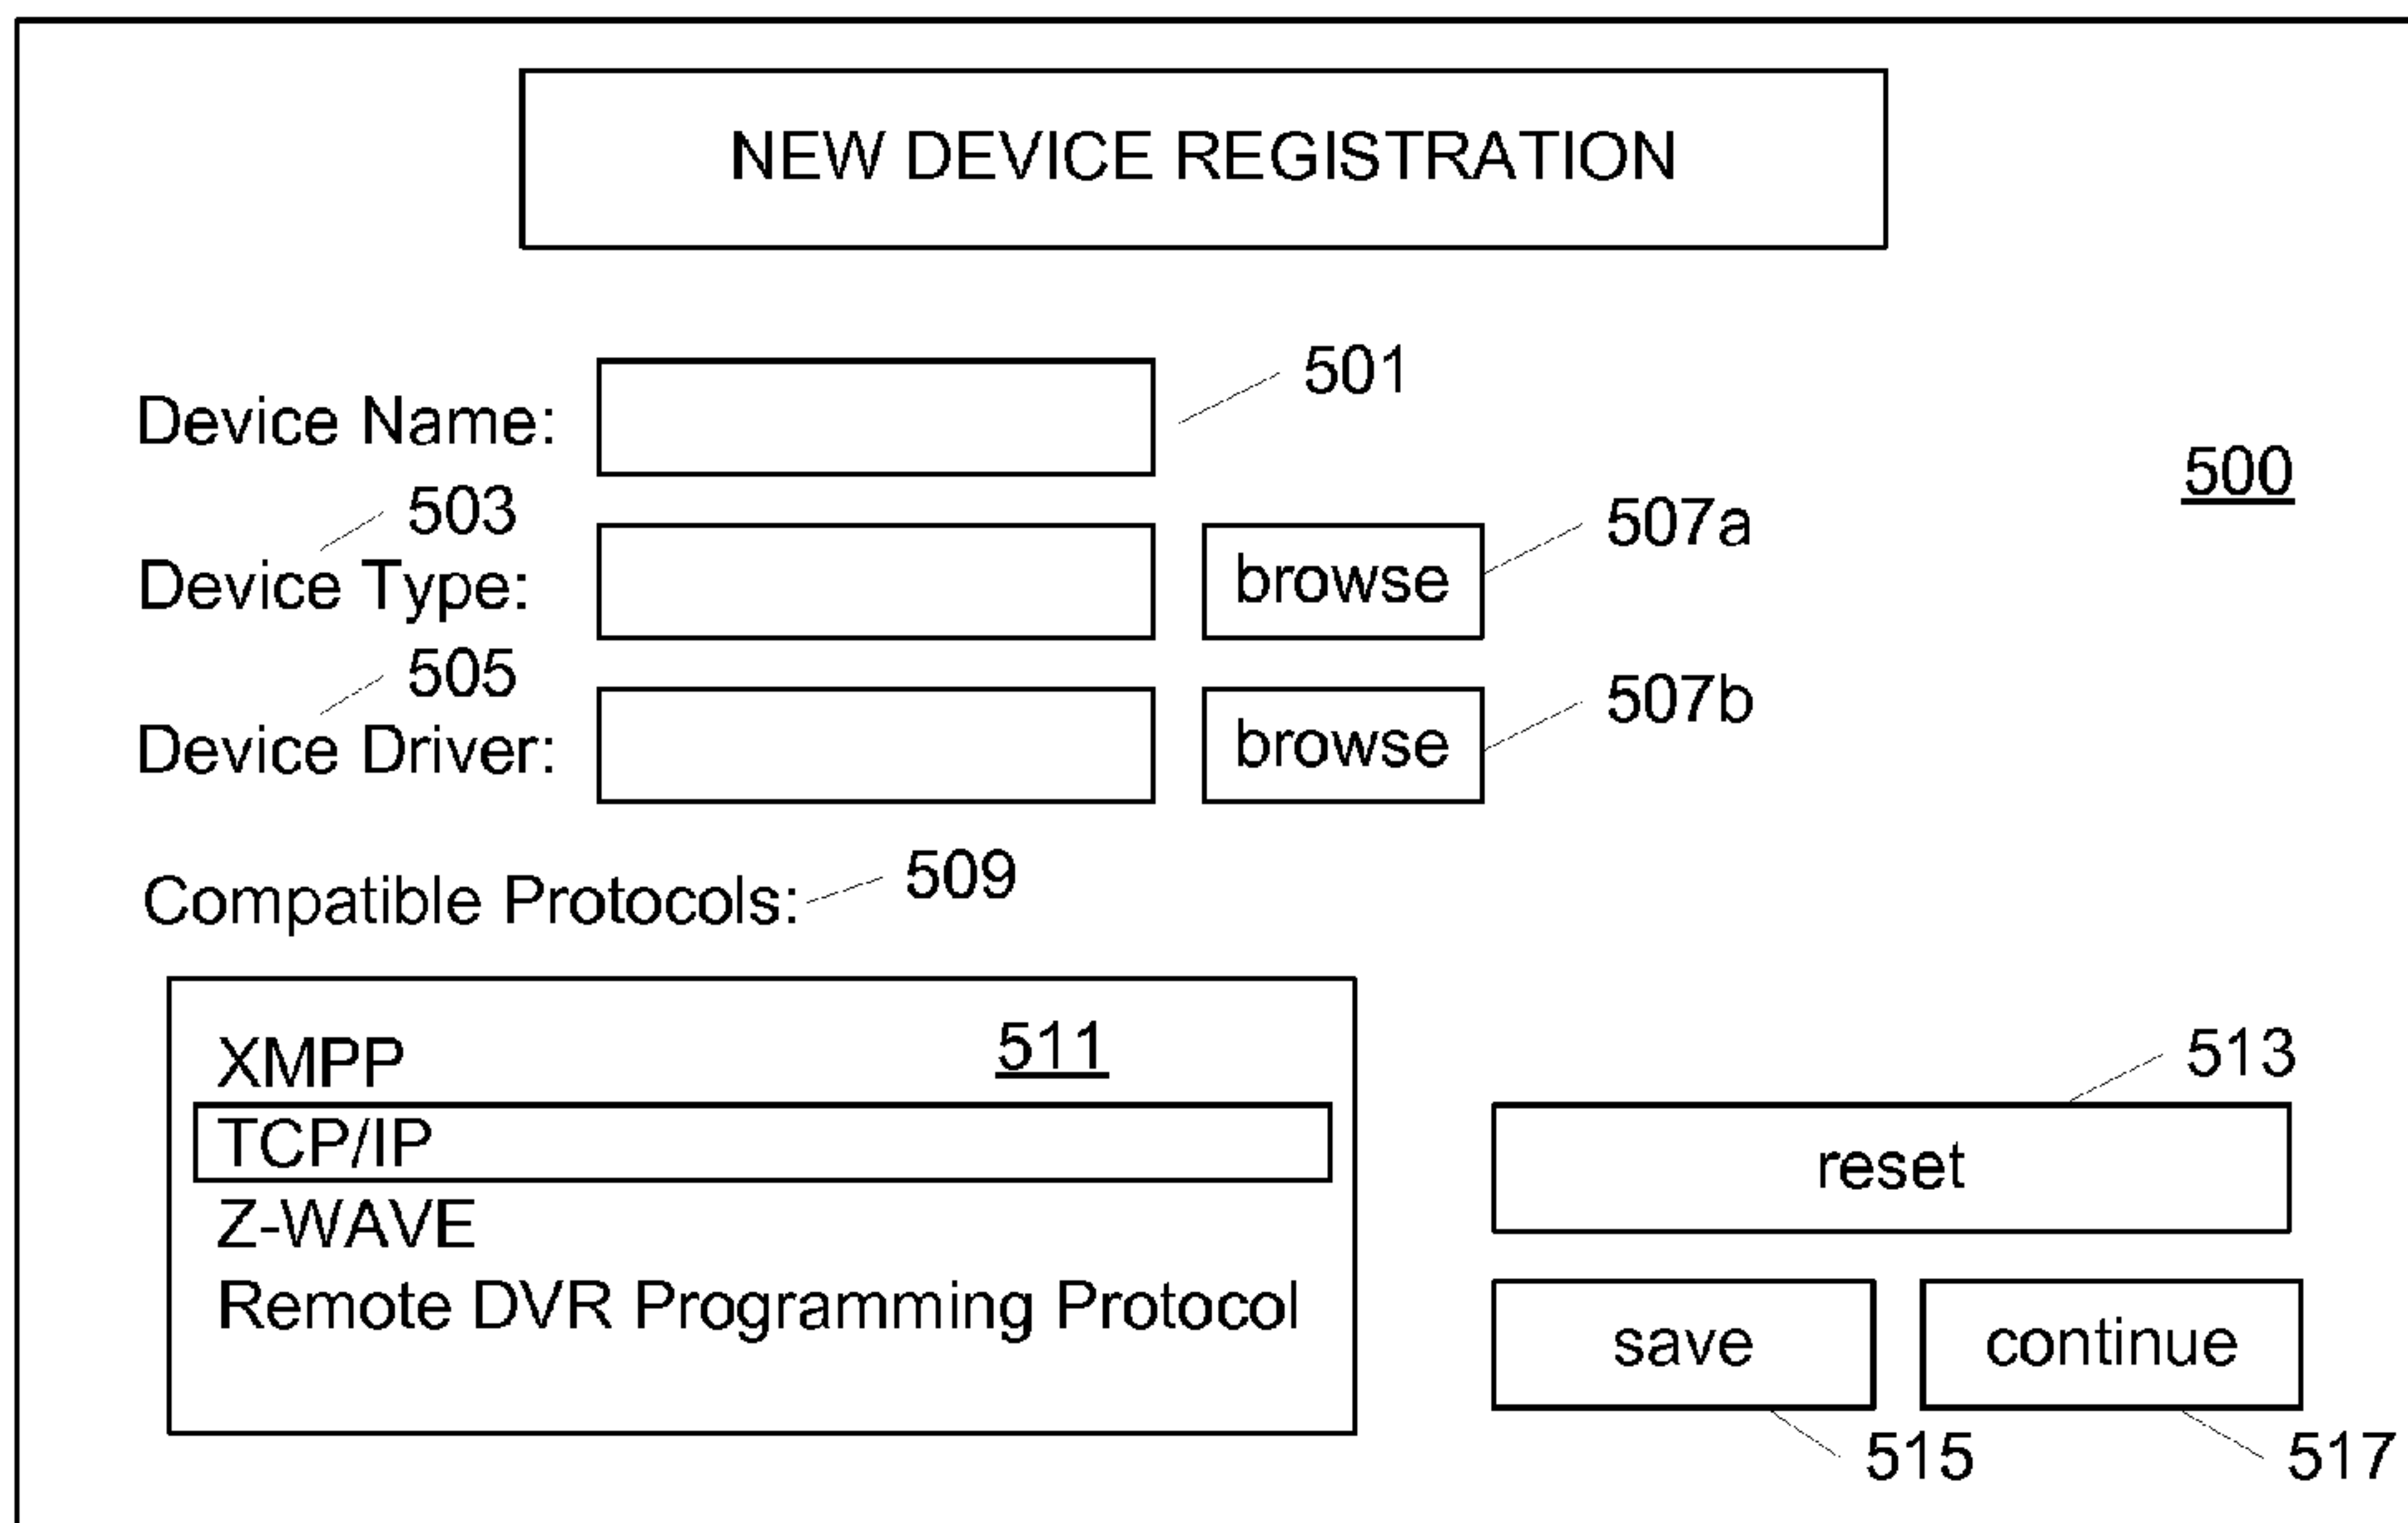 NEW DEVICE REGISTRATION
Device Name: 501
500
503
Device Type: browse 507a
505
Device Driver: browse 507b
Compatible Protocols: 509
XMPP 511
TCP/IP
Z-WAVE
Remote DVR Programming Protocol
513
reset
save continue
515 517